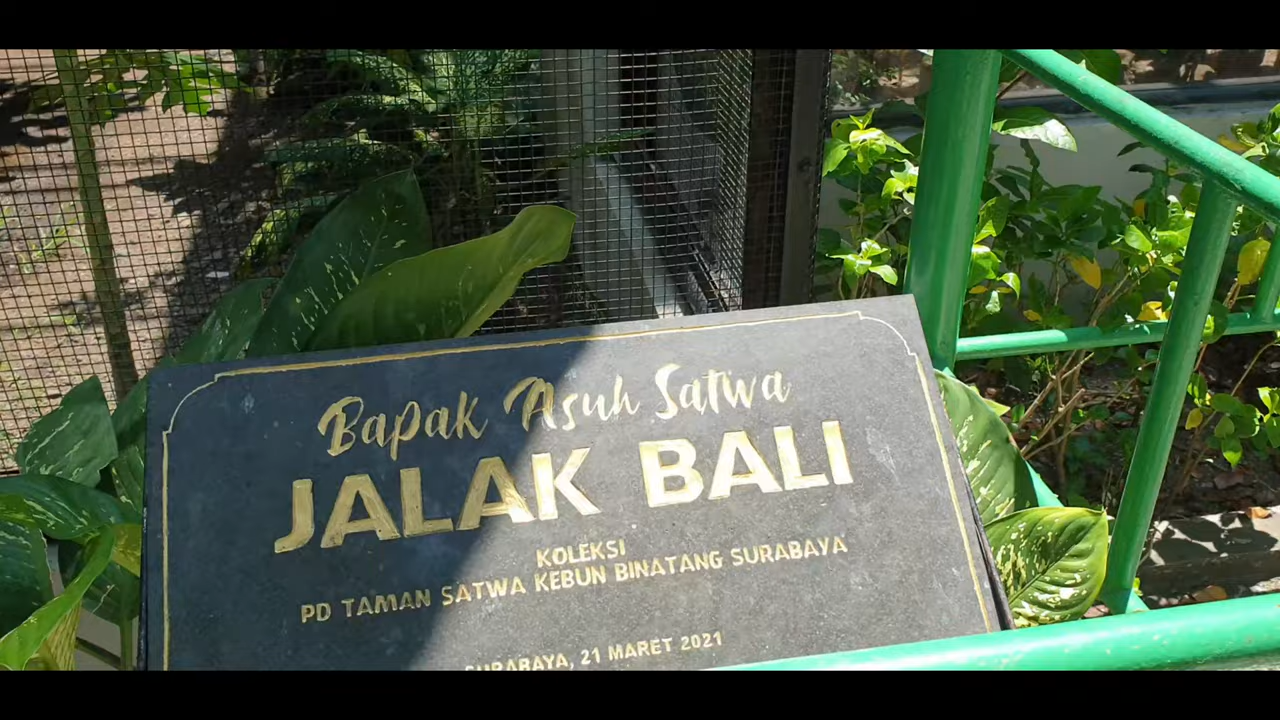 Bapak Asuh Satwa
JALAK BALI
KOLEKSI
PD TAMAN SATWA KEBUN BINATANG SURABAYA
SURABAYA, 21 MARET 2021